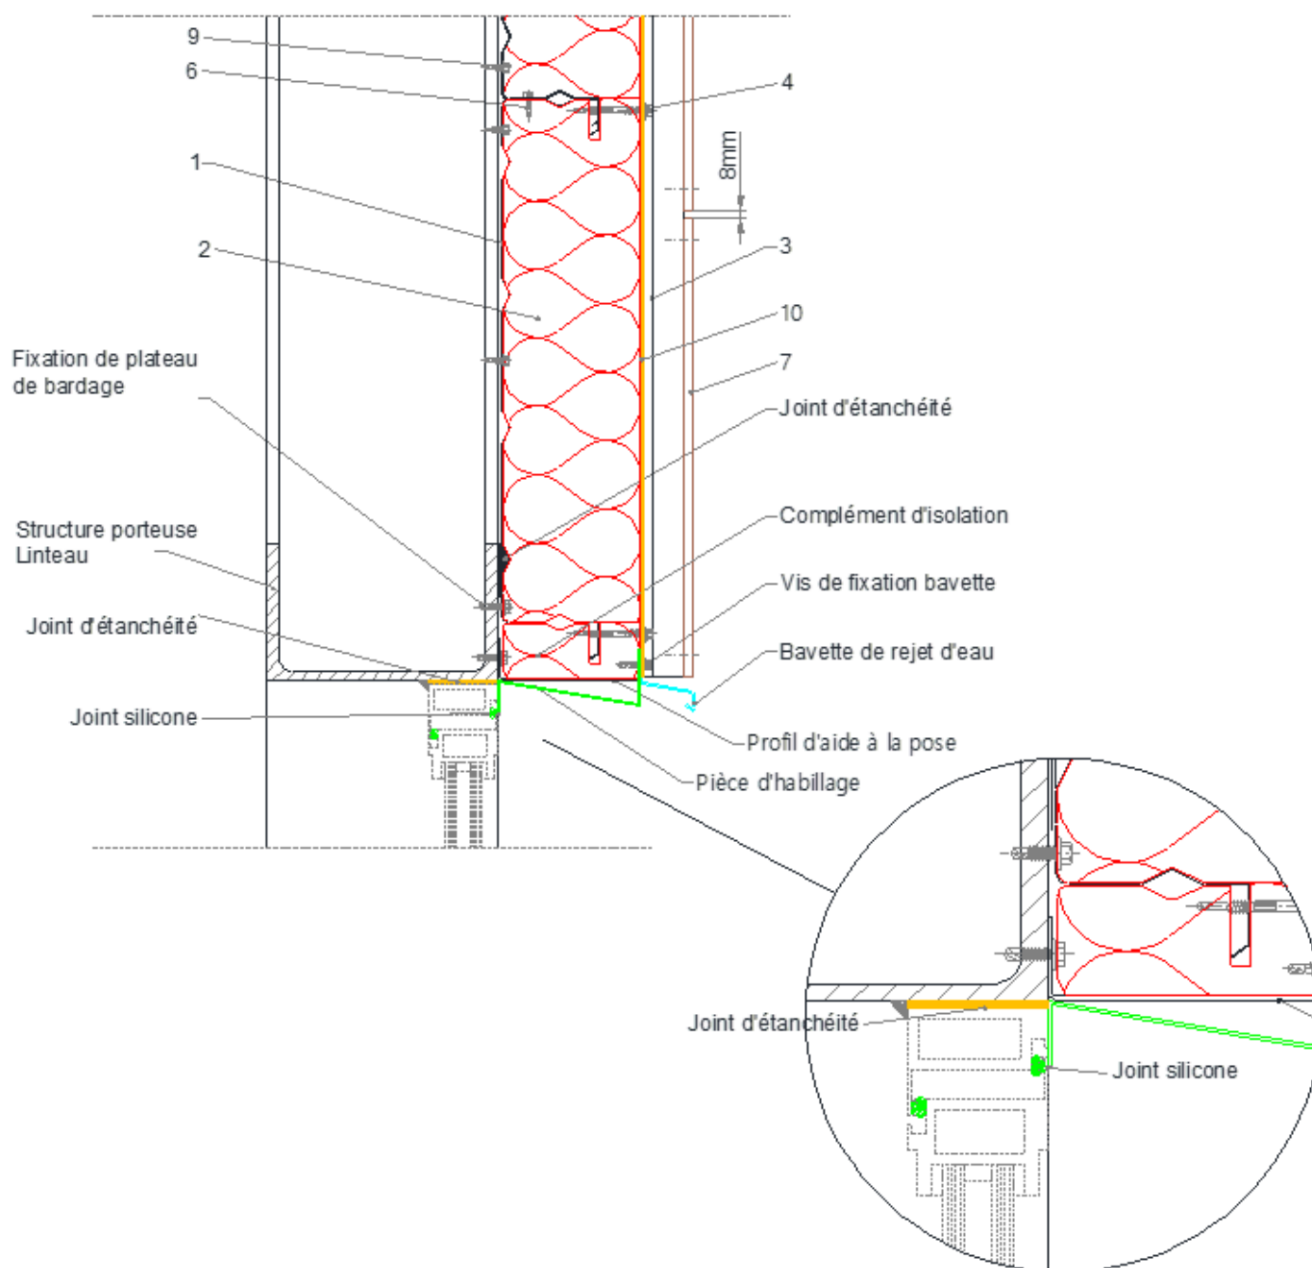 9
6
1
2
Fixation de plateau
de bardage
Structure porteuse
Linteau
Joint d'étanchéité
Joint silicone
4
8mm
3
10
7
Joint d'étanchéité
Complément d'isolation
Vis de fixation bavette
Bavette de rejet d'eau
Profil d'aide à la pose
Pièce d'habillage
Joint d'étanchéité
Joint silicone